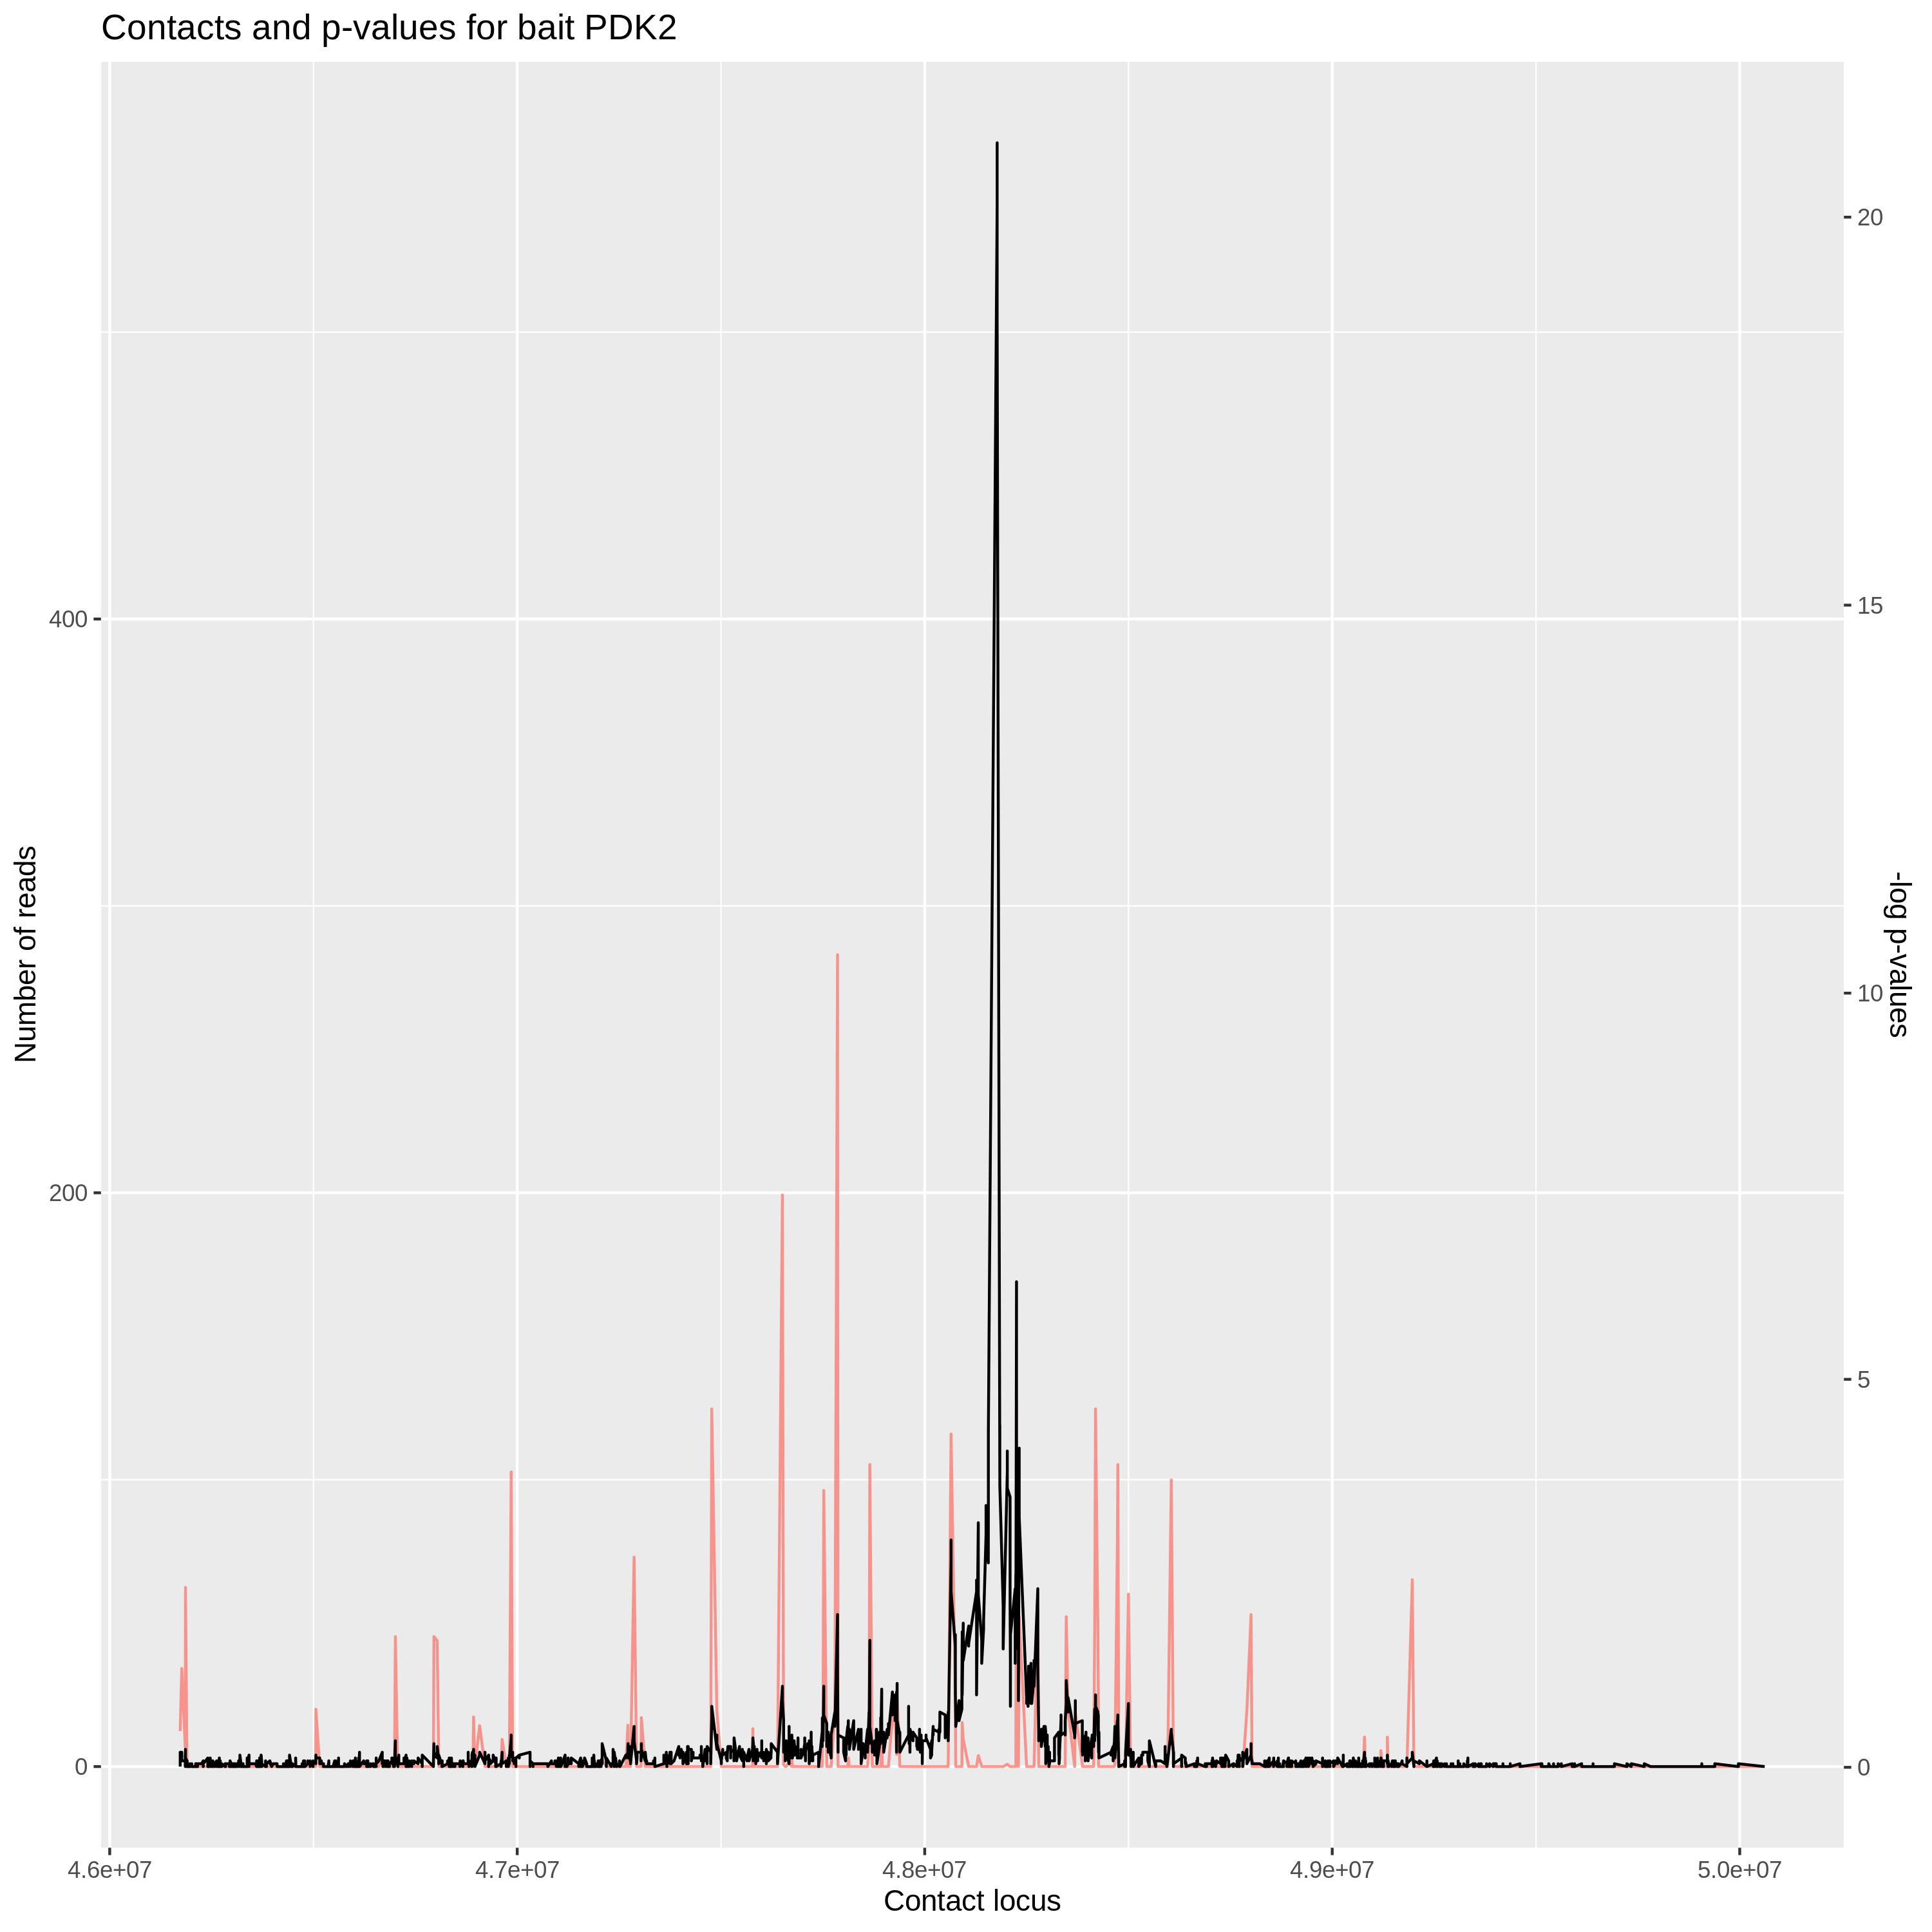 Contacts and p-values for bait PDK2
Number of reads
400
200
0
20
15
10
5
0
-log p-values
4.6e+07
4.7e+07
4.8e+07
4.9e+07
5.0e+07
Contact locus